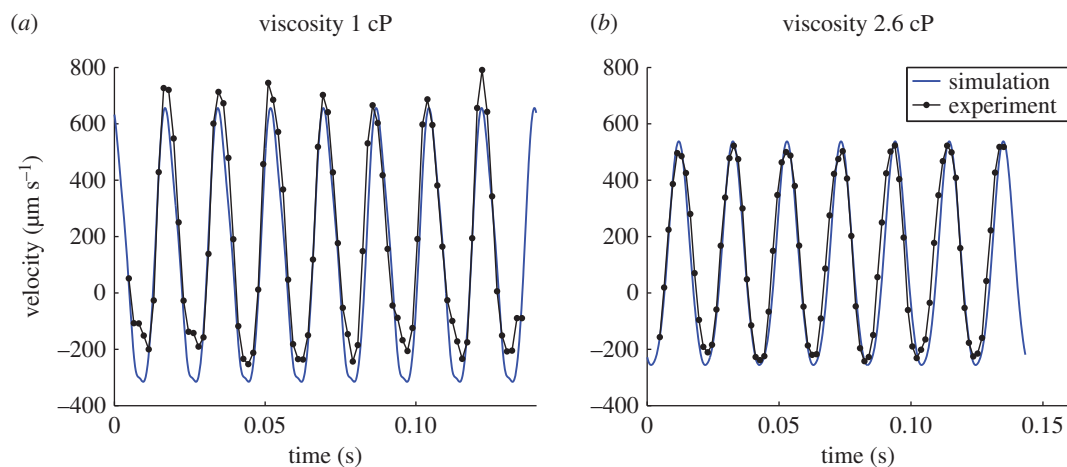 (a) viscosity 1 cP
800
600
400
200
0
–200
–400
velocity (µm s⁻¹)
0 0.05 0.10
time (s)
(b) viscosity 2.6 cP
simulation
experiment
800
600
400
200
0
–200
–400
0 0.05 0.10 0.15
time (s)